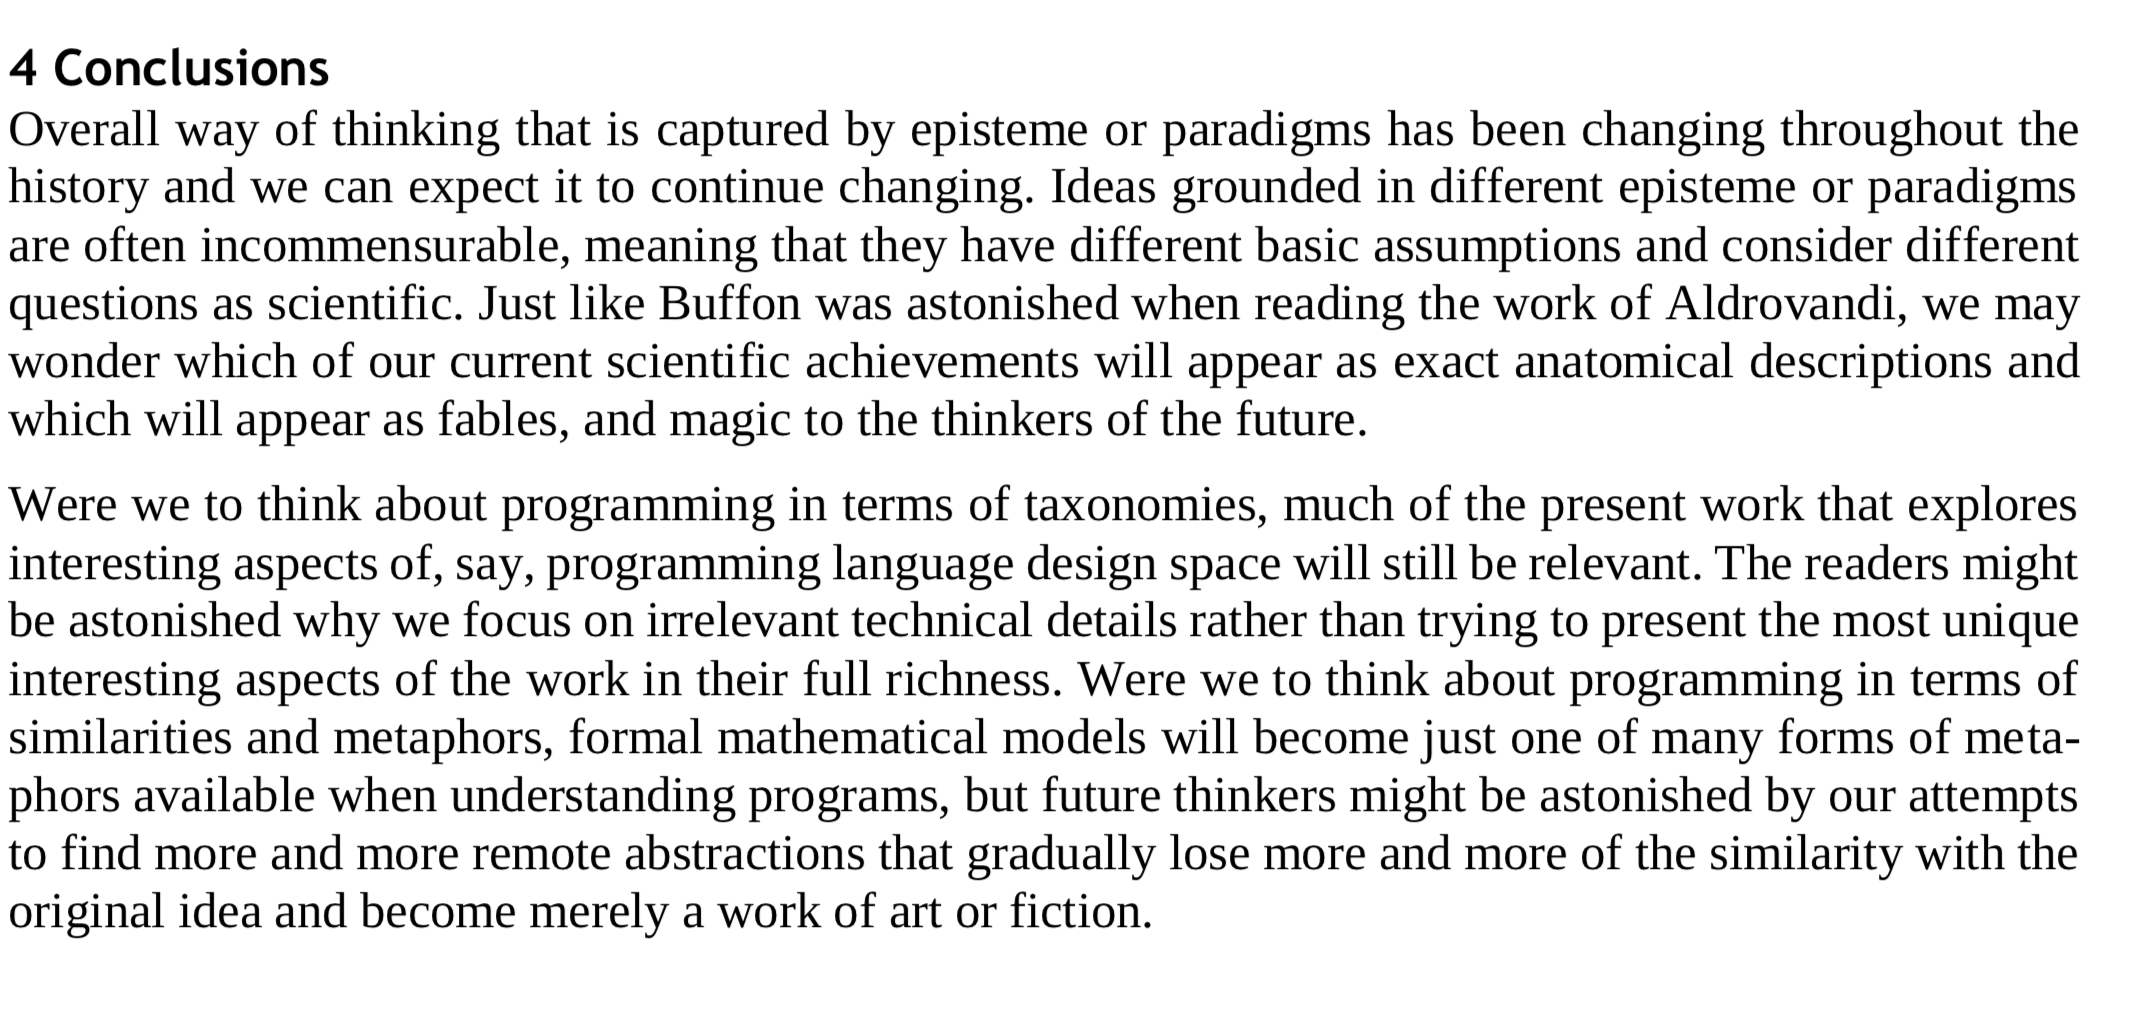 4 Conclusions
Overall way of thinking that is captured by episteme or paradigms has been changing throughout the
history and we can expect it to continue changing. Ideas grounded in different episteme or paradigms
are often incommensurable, meaning that they have different basic assumptions and consider different
questions as scientific. Just like Buffon was astonished when reading the work of Aldrovandi, we may
wonder which of our current scientific achievements will appear as exact anatomical descriptions and
which will appear as fables, and magic to the thinkers of the future.
Were we to think about programming in terms of taxonomies, much of the present work that explores
interesting aspects of, say, programming language design space will still be relevant. The readers might
be astonished why we focus on irrelevant technical details rather than trying to present the most unique
interesting aspects of the work in their full richness. Were we to think about programming in terms of
similarities and metaphors, formal mathematical models will become just one of many forms of meta-
phors available when understanding programs, but future thinkers might be astonished by our attempts
to find more and more remote abstractions that gradually lose more and more of the similarity with the
original idea and become merely a work of art or fiction.